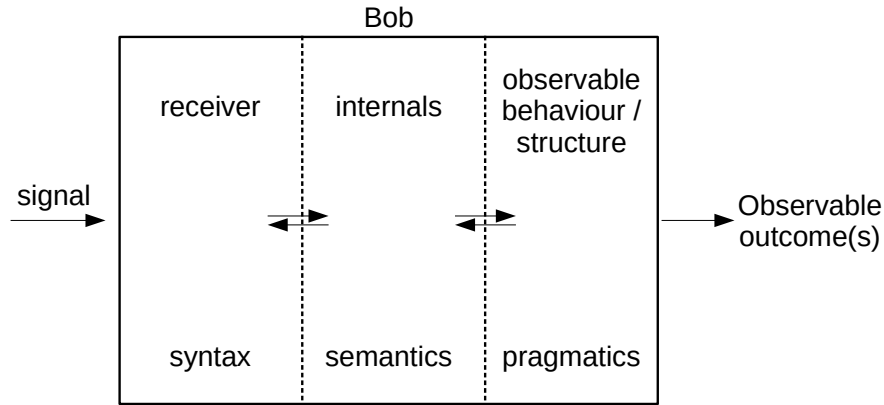 Bob
receiver
internals
observable
behaviour /
structure
signal
Observable
outcome(s)
syntax
semantics
pragmatics